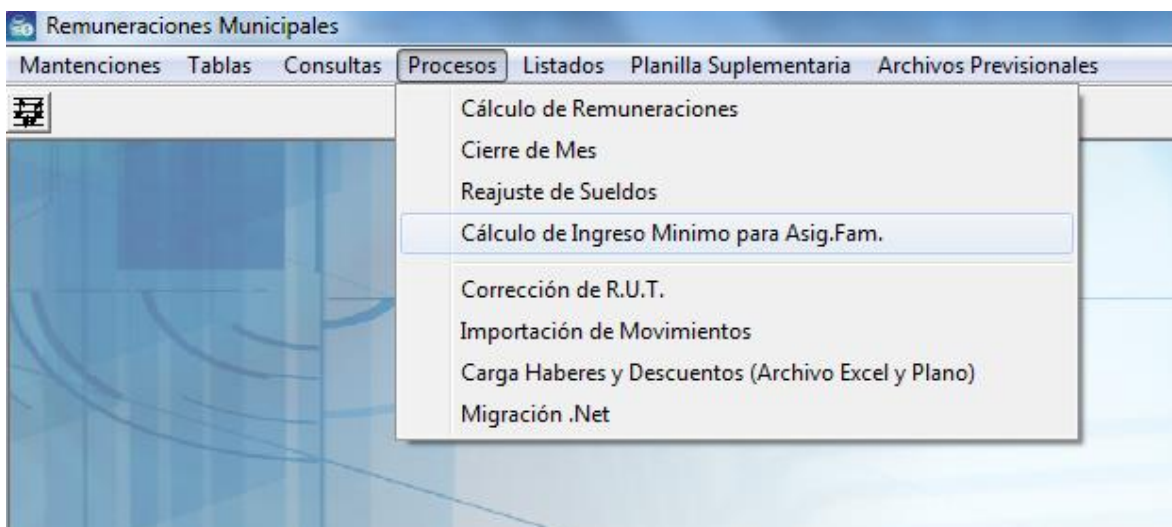 Remuneraciones Municipales
Mantenciones Tablas Consultas Procesos Listados Planilla Suplementaria Archivos Previsionales
Cálculo de Remuneraciones
Cierre de Mes
Reajuste de Sueldos
Cálculo de Ingreso Minimo para Asig.Fam.
Corrección de R.U.T.
Importación de Movimientos
Carga Haberes y Descuentos (Archivo Excel y Plano)
Migración .Net